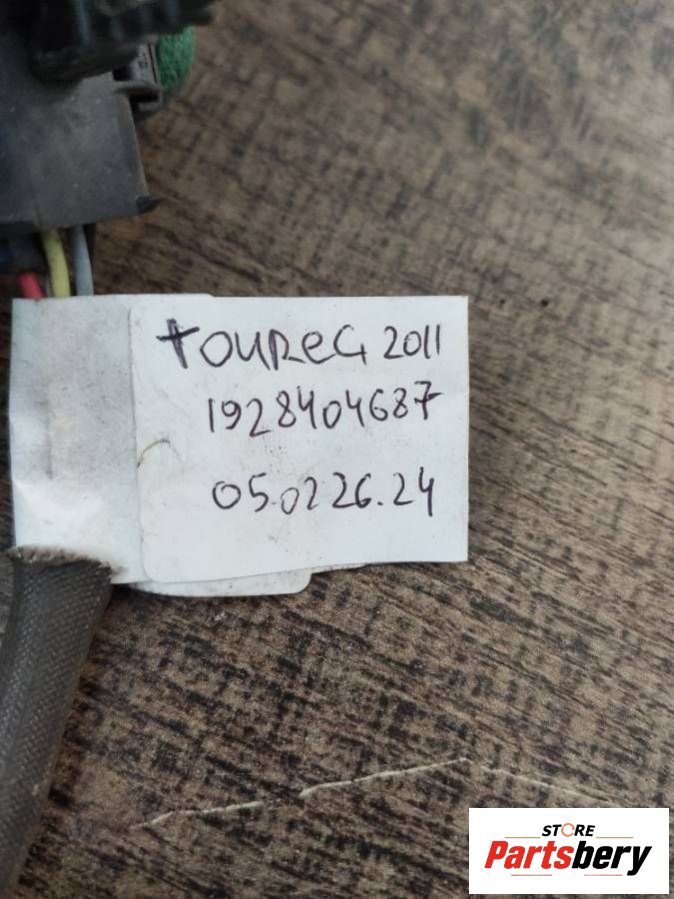 toureg 2011
1928404687
05.0226.24
STORE
Partsbery